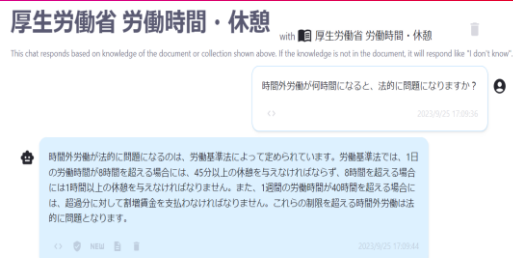 厚生労働省 労働時間・休憩 with 厚生労働省 労働時間・休憩
This chat responds based on knowledge of the document or collection shown above. If the knowledge is not in the document, it will respond like "I don't know".
時間外労働が何時間になると、法的に問題になりますか？
2023/9/25 17:09:36
時間外労働が法的に問題になるのは、労働基準法によって定められています。労働基準法では、1日
の労働時間が8時間を超える場合には、45分以上の休憩を与えなければならず、8時間を超える場合
には1時間以上の休憩を与えなければなりません。また、1週間の労働時間が40時間を超える場合に
は、超過分に対して割増賃金を支払わなければなりません。これらの制限を超える時間外労働は法
的に問題となります。
NEW
2023/9/25 17:09:44